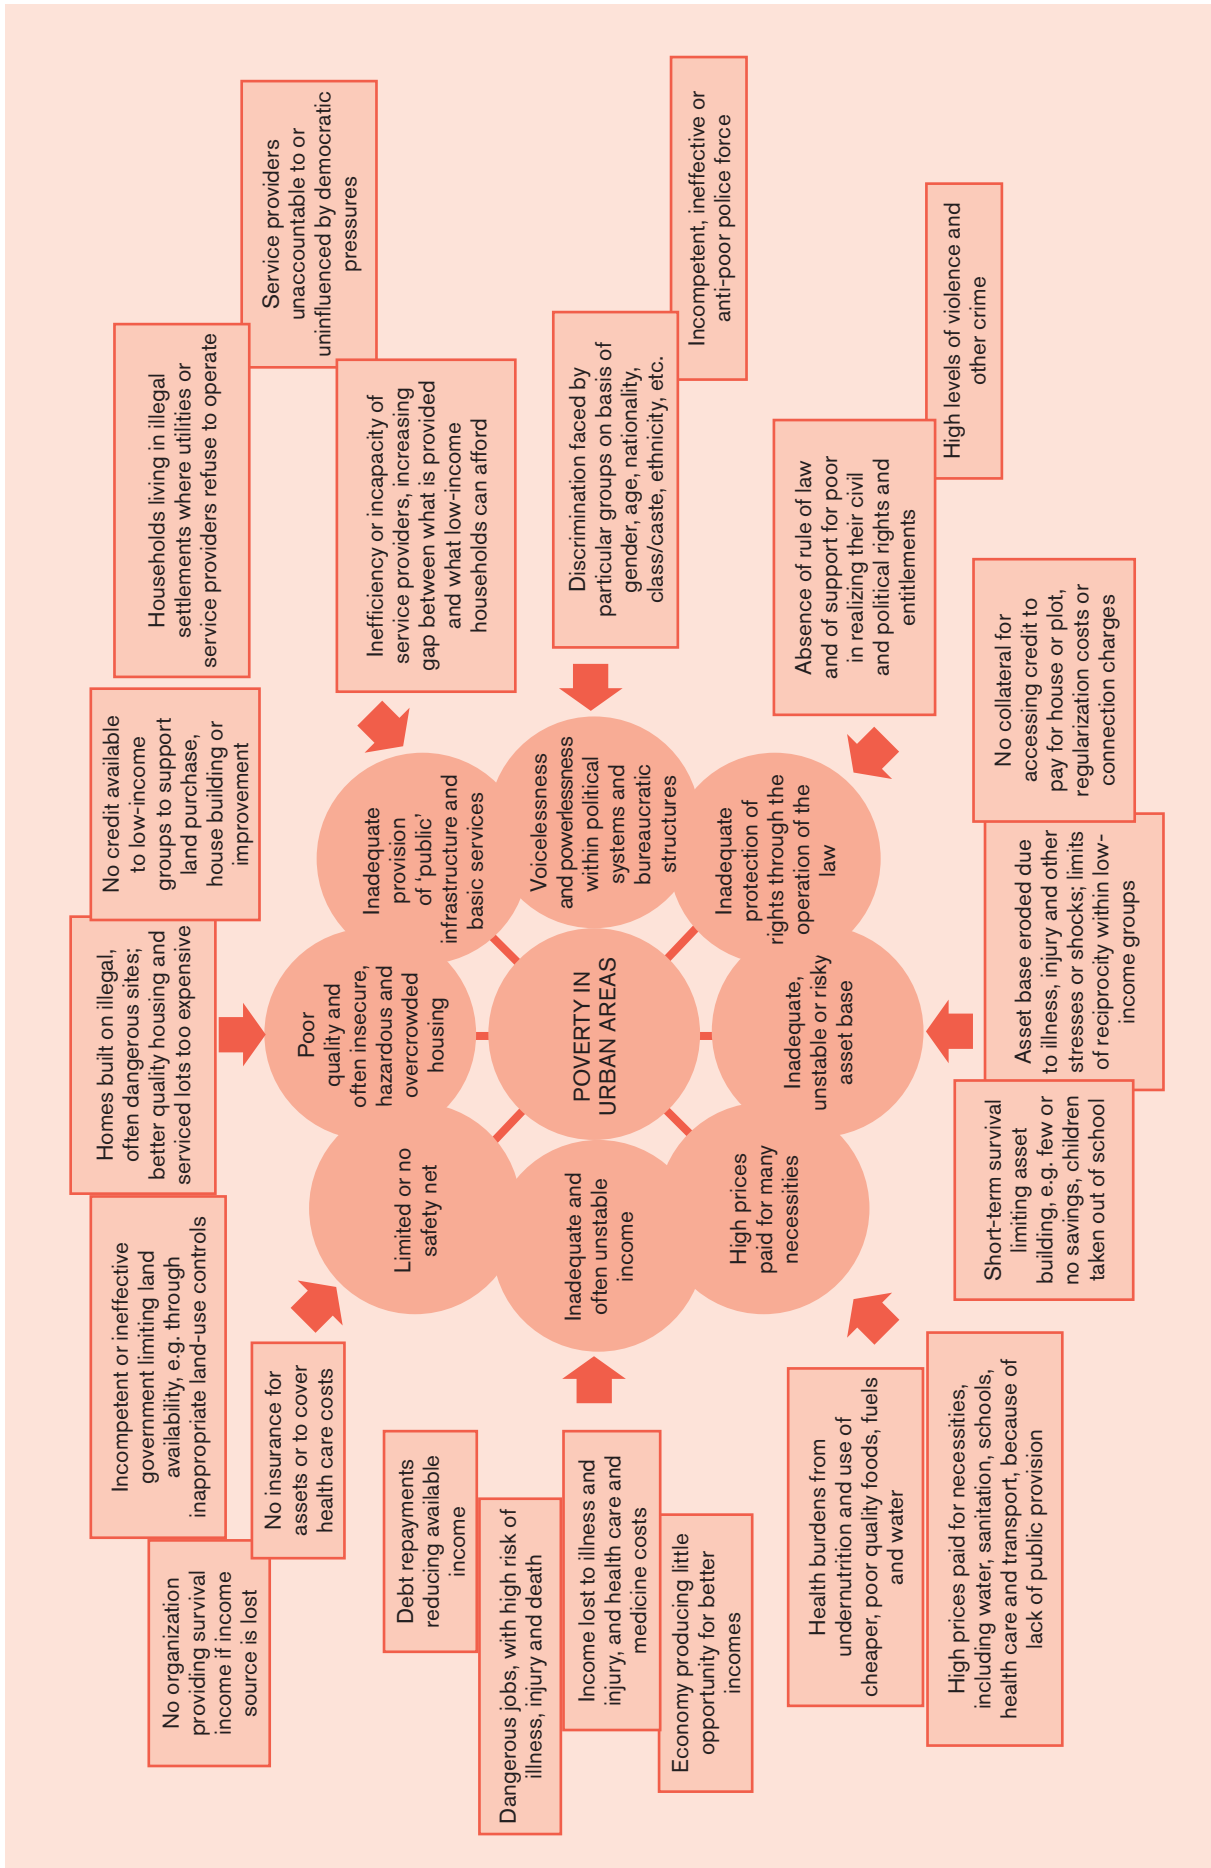 No organization
providing survival
income if income
source is lost
Incompetent or ineffective
government limiting land
availability, e.g. through
inappropriate land-use controls
No insurance for
assets or to cover
health care costs
Homes built on illegal,
often dangerous sites;
better quality housing and
serviced lots too expensive
No credit available
to low-income
groups to support
land purchase,
house building or
improvement
Households living in illegal
settlements where utilities or
service providers refuse to operate
Service providers
unaccountable to or
uninfluenced by democratic
pressures
Inefficiency or incapacity of
service providers, increasing
gap between what is provided
and what low-income
households can afford
Debt repayments
reducing available
income
Dangerous jobs, with high risk of
illness, injury and death
Income lost to illness and
injury, and health care and
medicine costs
Economy producing little
opportunity for better
incomes
Limited or no
safety net
Poor
quality and
often insecure,
hazardous and
overcrowded
housing
Inadequate
provision
of ‘public’
infrastructure and
basic services
Inadequate and
often unstable
income
POVERTY IN
URBAN AREAS
Voicelessness
and powerlessness
within political
systems and
bureaucratic
structures
High prices
paid for many
necessities
Inadequate,
unstable or risky
asset base
Inadequate
protection of
rights through the
operation of the
law
Discrimination faced by
particular groups on basis of
gender, age, nationality,
class/caste, ethnicity, etc.
Incompetent, ineffective or
anti-poor police force
Absence of rule of law
and of support for poor
in realizing their civil
and political rights and
entitlements
High levels of violence and
other crime
Health burdens from
undernutrition and use of
cheaper, poor quality foods, fuels
and water
High prices paid for necessities,
including water, sanitation, schools,
health care and transport, because of
lack of public provision
Short-term survival
limiting asset
building, e.g. few or
no savings, children
taken out of school
Asset base eroded due
to illness, injury and other
stresses or shocks; limits
of reciprocity within low-
income groups
No collateral for
accessing credit to
pay for house or plot,
regularization costs or
connection charges